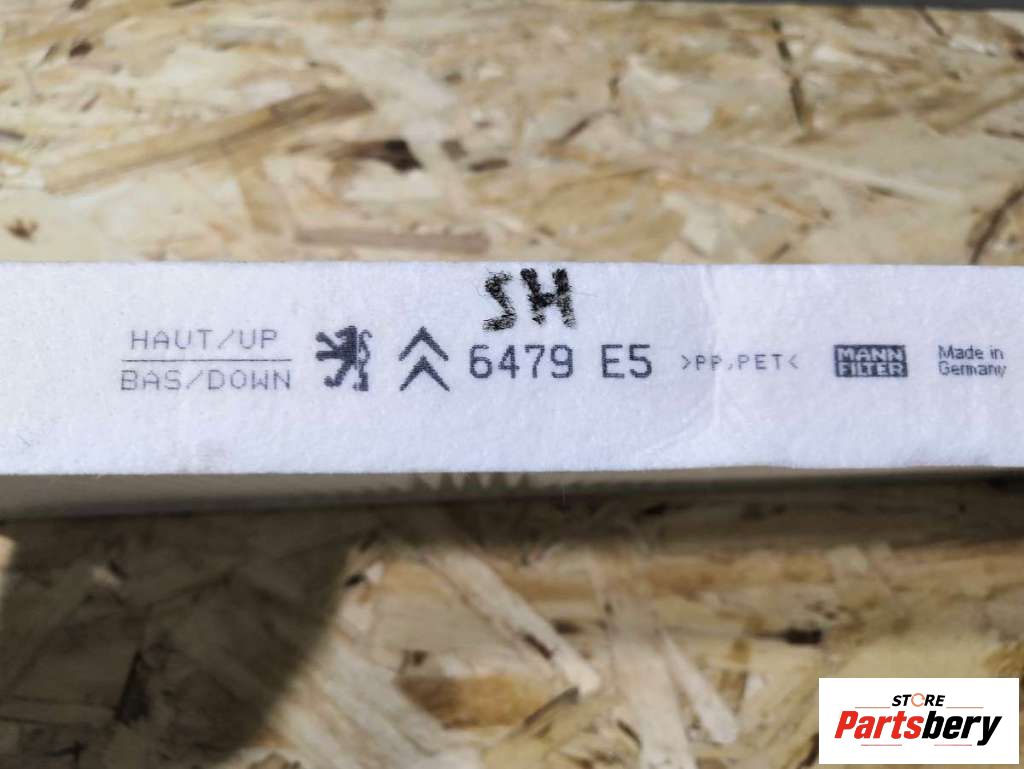 SH
HAUT/UP
BAS/DOWN
6479 E5
>PP,PET<
MANN
FILTER
Made in
Germany
STORE
Partsbery